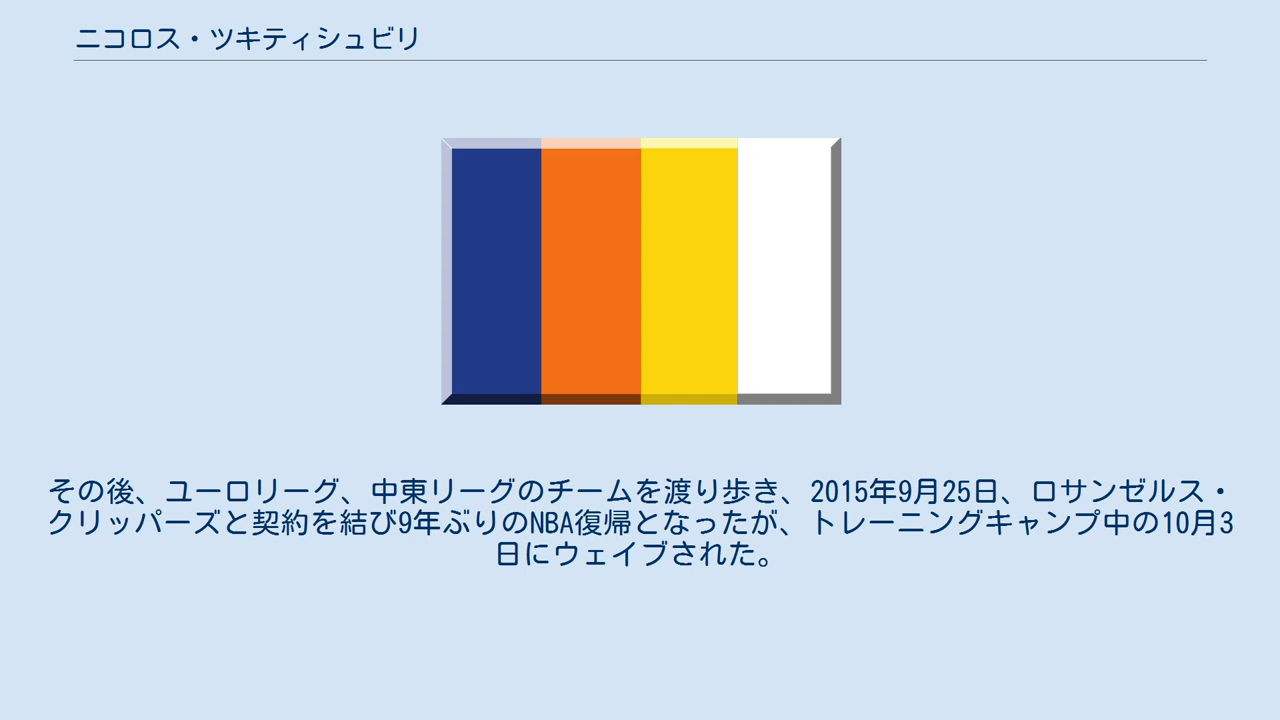 ニコロス・ツキティシュビリ
その後、ユーロリーグ、中東リーグのチームを渡り歩き、2015年9月25日、ロサンゼルス・
クリッパーズと契約を結び9年ぶりのNBA復帰となったが、トレーニングキャンプ中の10月3
日にウェイブされた。